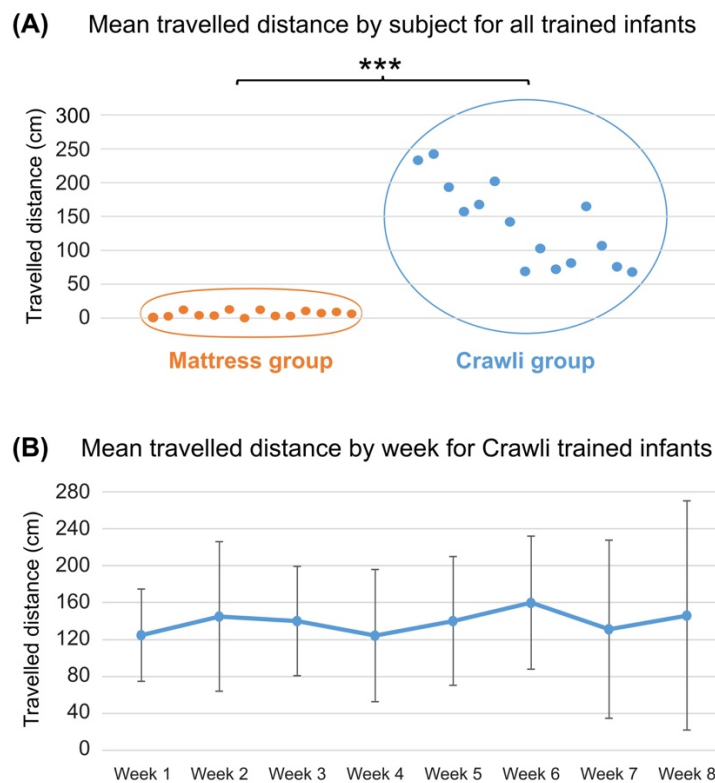 (A) Mean travelled distance by subject for all trained infants
***
Travelled distance (cm)
300
250
200
150
100
50
0
Mattress group
Crawli group
(B) Mean travelled distance by week for Crawli trained infants
Travelled distance (cm)
280
240
200
160
120
80
40
0
Week 1 Week 2 Week 3 Week 4 Week 5 Week 6 Week 7 Week 8